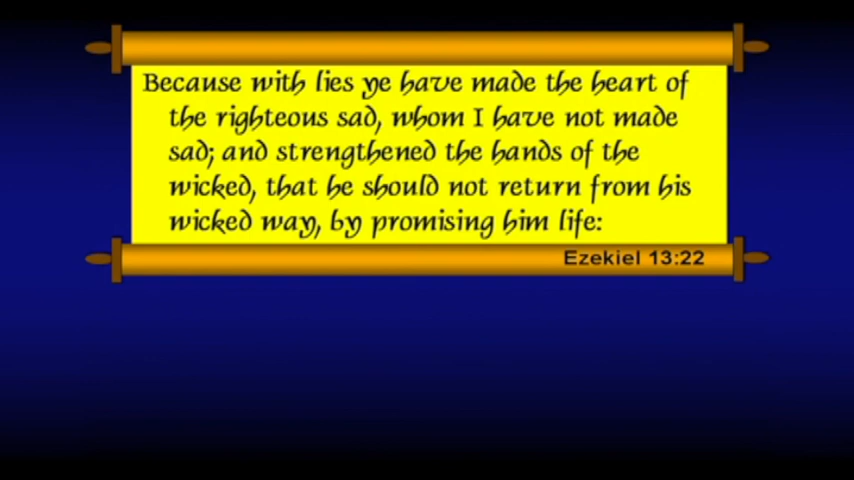 Because with lies ye have made the heart of
the righteous sad, whom I have not made
sad; and strengthened the hands of the
wicked, that he should not return from his
wicked way, by promising him life:
Ezekiel 13:22